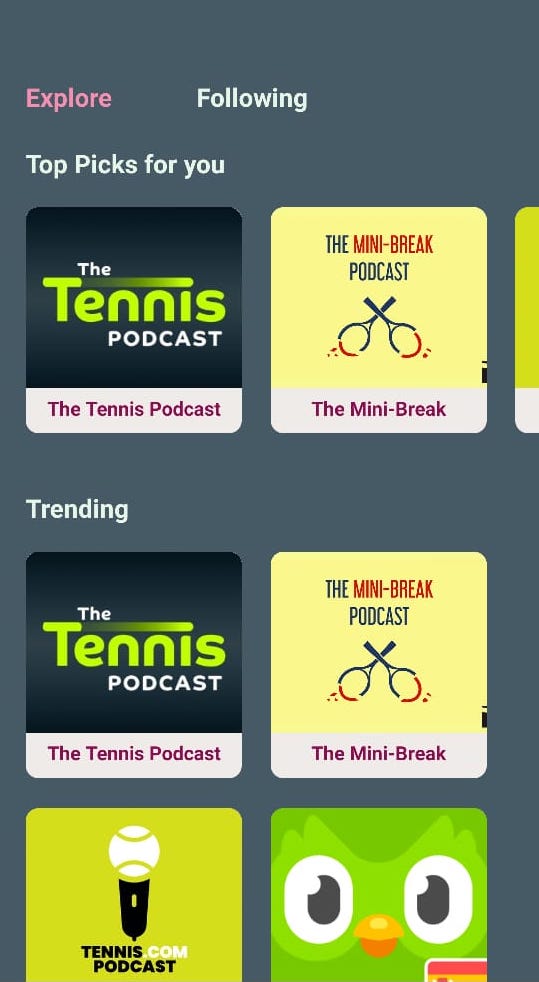 Explore Following
Top Picks for you
The
Tennis
PODCAST
THE MINI-BREAK
PODCAST
The Tennis Podcast
The Mini-Break
Trending
The
Tennis
PODCAST
THE MINI-BREAK
PODCAST
The Tennis Podcast
The Mini-Break
TENNIS.COM
PODCAST